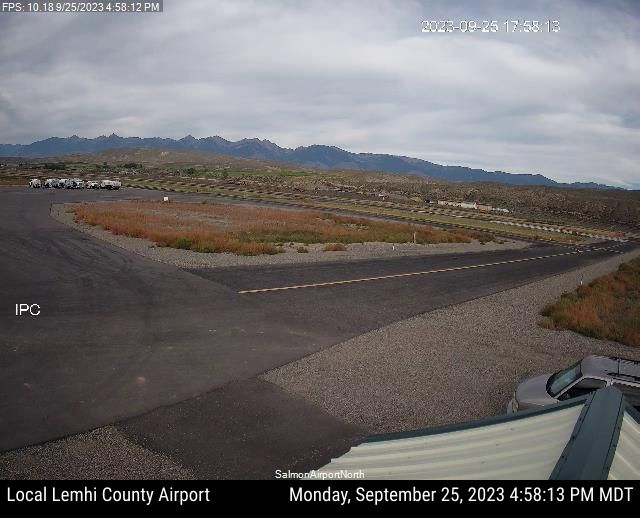 FPS: 10.18 9/25/2023 4:58:12 PM
2023-09-25 17:58:13
IPC
SalmonAirportNorth
Local Lemhi County Airport Monday, September 25, 2023 4:58:13 PM MDT